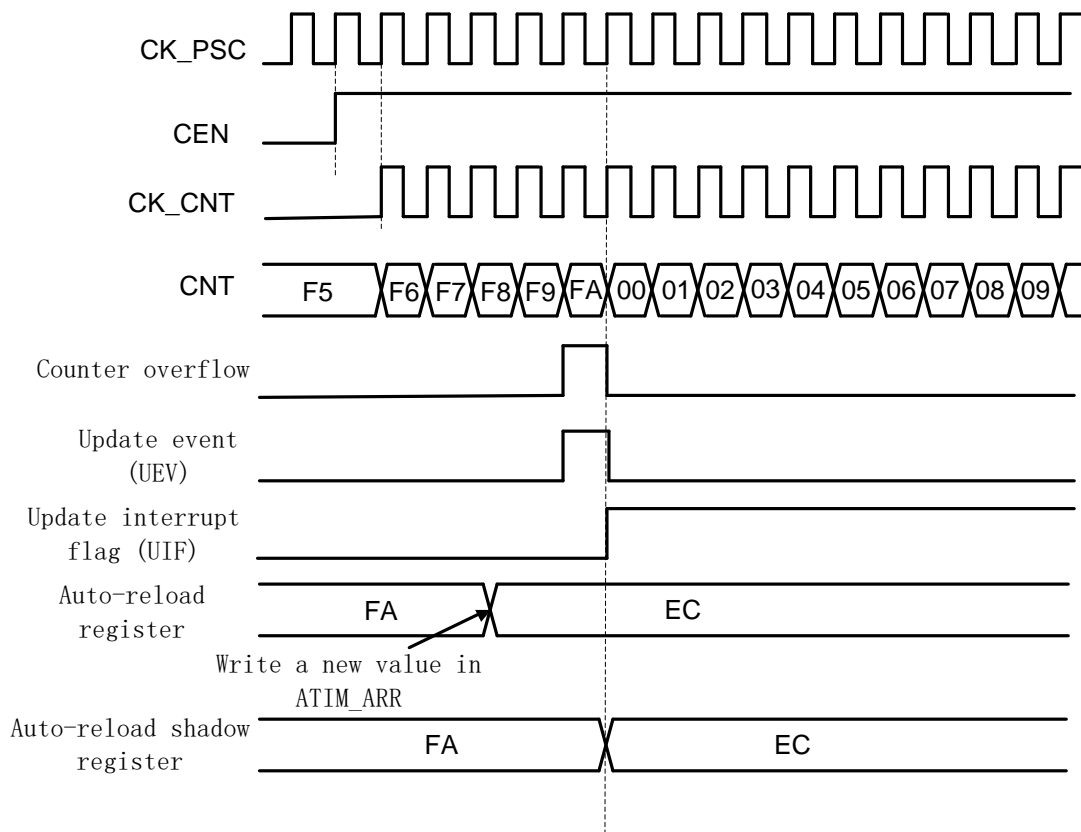 CK_PSC
CEN
CK_CNT
CNT
F5 F6 F7 F8 F9 FA 00 01 02 03 04 05 06 07 08 09
Counter overflow
Update event
(UEV)
Update interrupt
flag (UIF)
Auto-reload
register
FA
EC
Write a new value in
ATIM_ARR
Auto-reload shadow
register
FA
EC